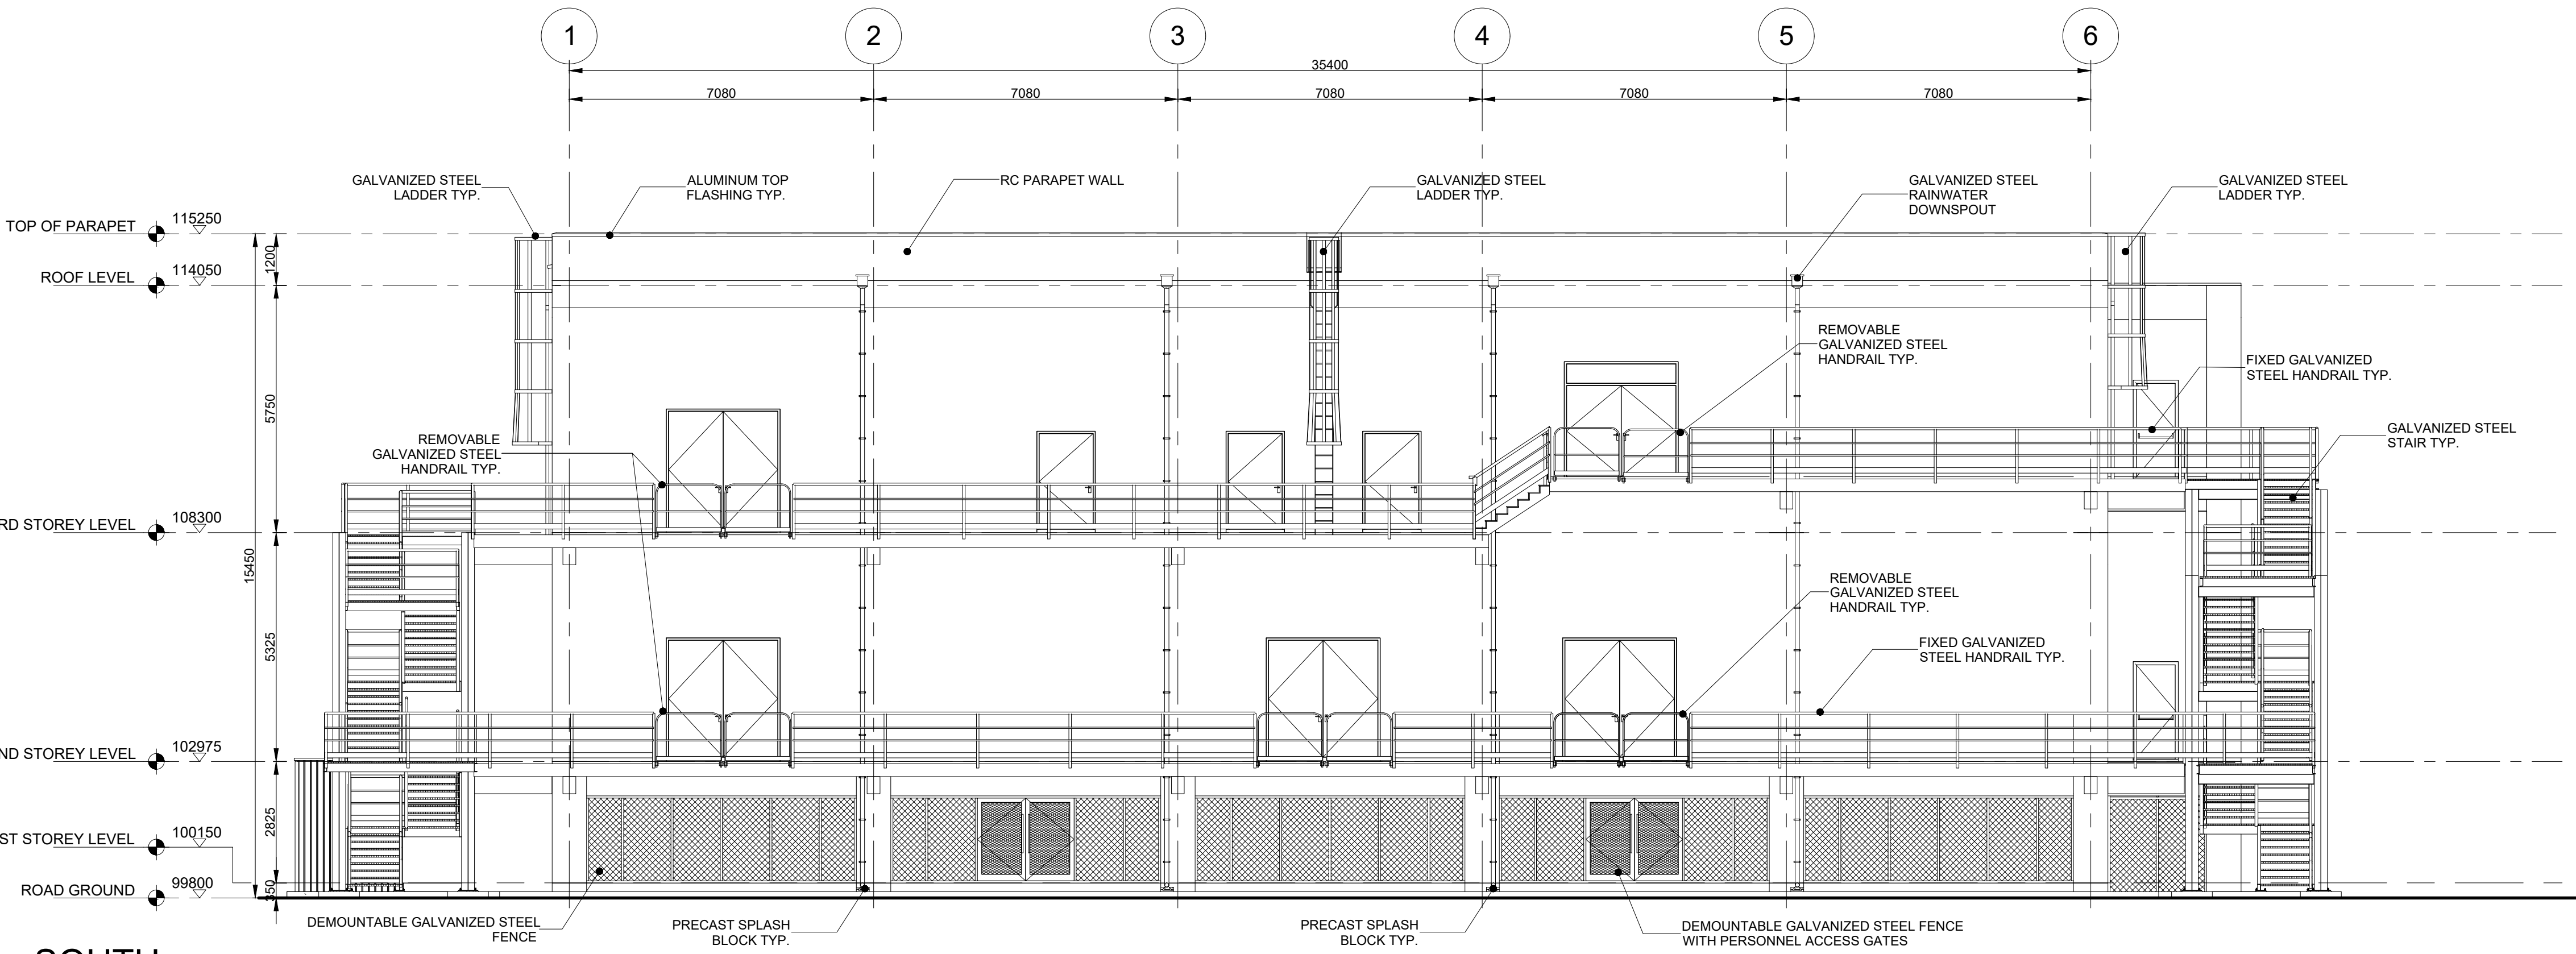 1 2 3 4 5 6
35400
7080 7080 7080 7080 7080
GALVANIZED STEEL
LADDER TYP.
ALUMINUM TOP
FLASHING TYP.
RC PARAPET WALL
GALVANIZED STEEL
LADDER TYP.
GALVANIZED STEEL
RAINWATER
DOWNSPOUT
GALVANIZED STEEL
LADDER TYP.
TOP OF PARAPET 115250
1200
ROOF LEVEL 114050
REMOVABLE
GALVANIZED STEEL
HANDRAIL TYP.
FIXED GALVANIZED
STEEL HANDRAIL TYP.
5750
REMOVABLE
GALVANIZED STEEL
HANDRAIL TYP.
GALVANIZED STEEL
STAIR TYP.
RD STOREY LEVEL 108300
15450
REMOVABLE
GALVANIZED STEEL
HANDRAIL TYP.
5325
FIXED GALVANIZED
STEEL HANDRAIL TYP.
ND STOREY LEVEL 102975
2825
ST STOREY LEVEL 100150
ROAD GROUND 99800
350
DEMOUNTABLE GALVANIZED STEEL
FENCE
PRECAST SPLASH
BLOCK TYP.
PRECAST SPLASH
BLOCK TYP.
DEMOUNTABLE GALVANIZED STEEL FENCE
WITH PERSONNEL ACCESS GATES
SOUTH